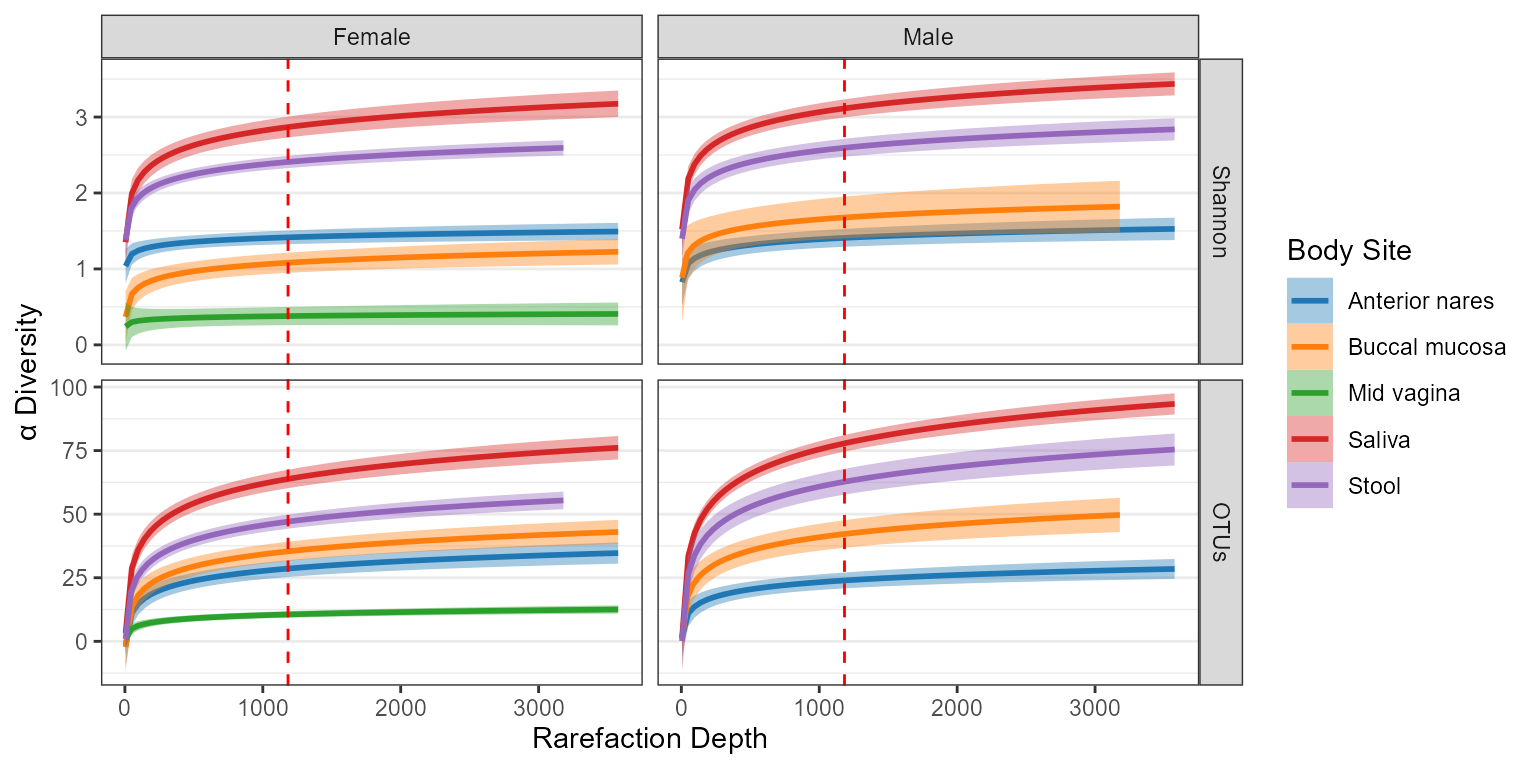 Female
Male
α Diversity
Shannon
3
2
1
0
OTUs
100
75
50
25
0
0 1000 2000 3000
0 1000 2000 3000
Rarefaction Depth
Body Site
Anterior nares
Buccal mucosa
Mid vagina
Saliva
Stool